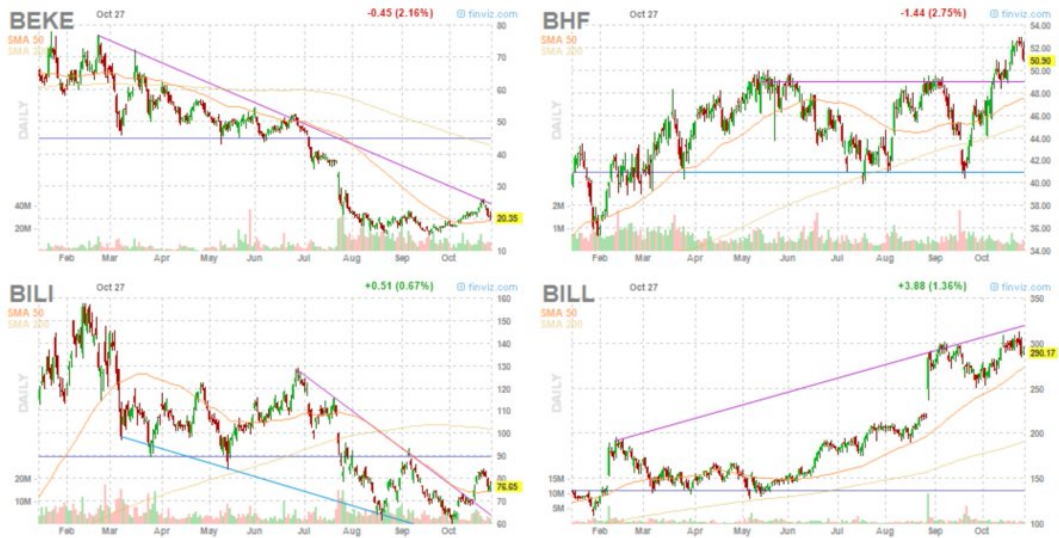 BEKE Oct 27 -0.45 (2.16%) finviz.com
SMA 50
SMA 200
DAILY
80
70
60
50
40
30
20.35
10
40M
20M
Feb Mar Apr May Jun Jul Aug Sep Oct
BHF Oct 27 -1.44 (2.75%) finviz.com
SMA 50
SMA 200
DAILY
52.00
50.90
48.00
46.00
44.00
42.00
40.00
38.00
36.00
54.00
2M
1M
Feb Mar Apr May Jun Jul Aug Sep Oct
BILI Oct 27 +0.51 (0.67%) finviz.com
SMA 50
SMA 200
DAILY
160
150
140
130
120
110
100
90
80
76.65
70
60
20M
10M
Feb Mar Apr May Jun Jul Aug Sep Oct
BILL Oct 27 +3.88 (1.36%) finviz.com
SMA 50
SMA 200
DAILY
350
300
290.17
250
200
150
100
15M
10M
5M
Feb Mar Apr May Jun Jul Aug Sep Oct